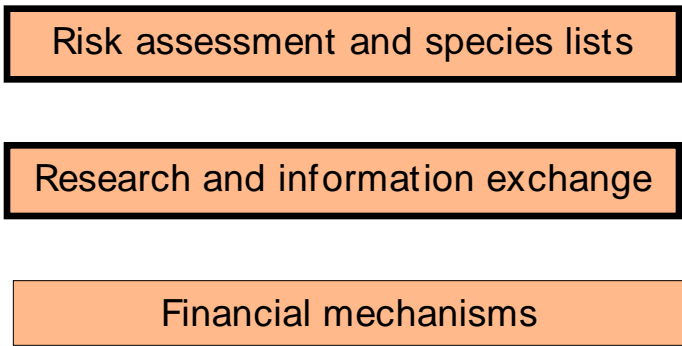 Risk assessment and species lists
Research and information exchange
Financial mechanisms